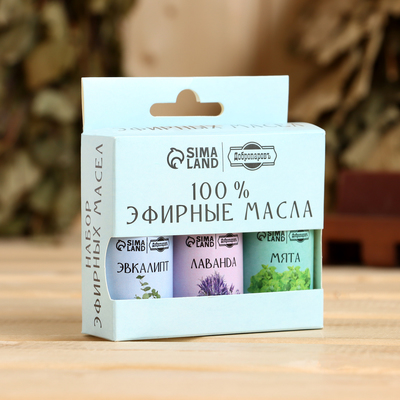 SIMA LAND Добропаровъ
100 %
ЭФИРНЫЕ МАСЛА
НАБОР
ЭФИРНЫХ МАСЕЛ
SIMA LAND Добропаровъ
ЭВКАЛИПТ
SIMA LAND Добропаровъ
ЛАВАНДА
SIMA LAND Добропаровъ
МЯТА